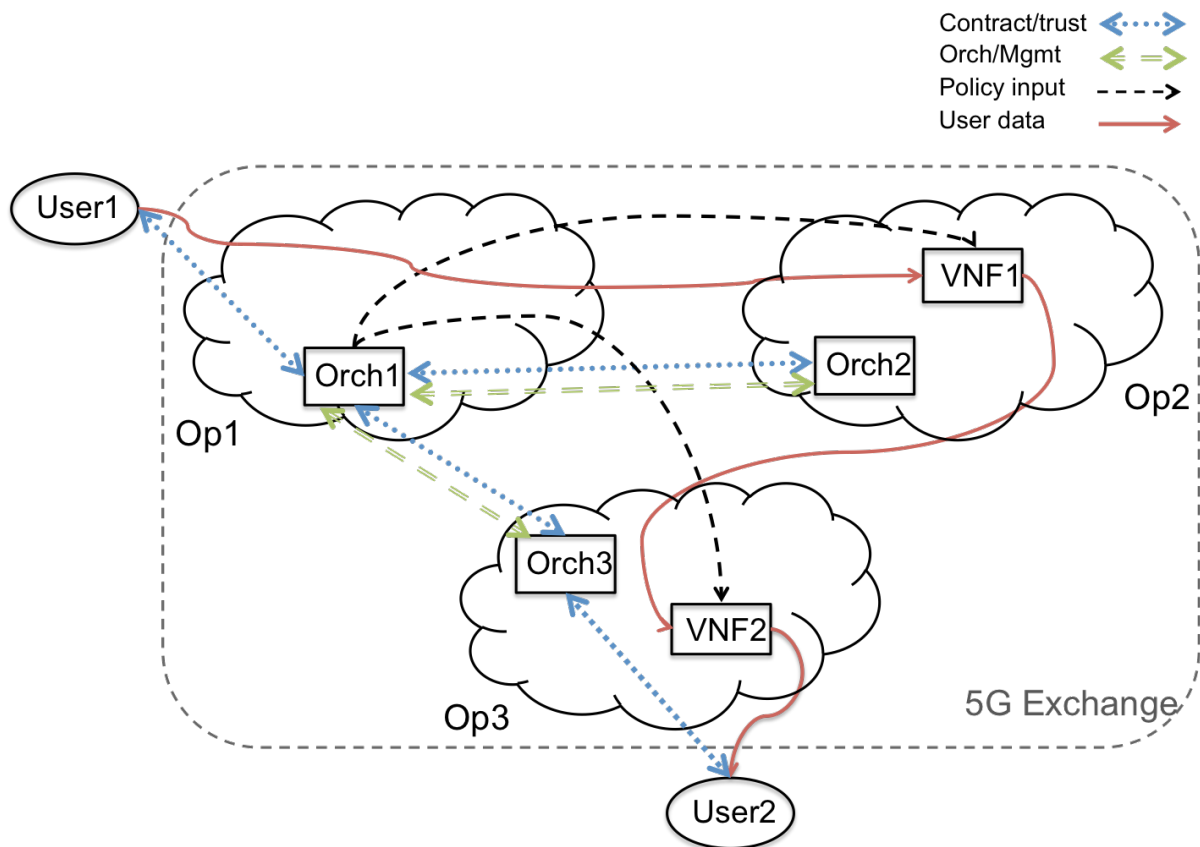 Contract/trust
Orch/Mgmt
Policy input
User data
User1
VNF1
Orch1
Orch2
Op1
Op2
Orch3
VNF2
Op3
5G Exchange
User2